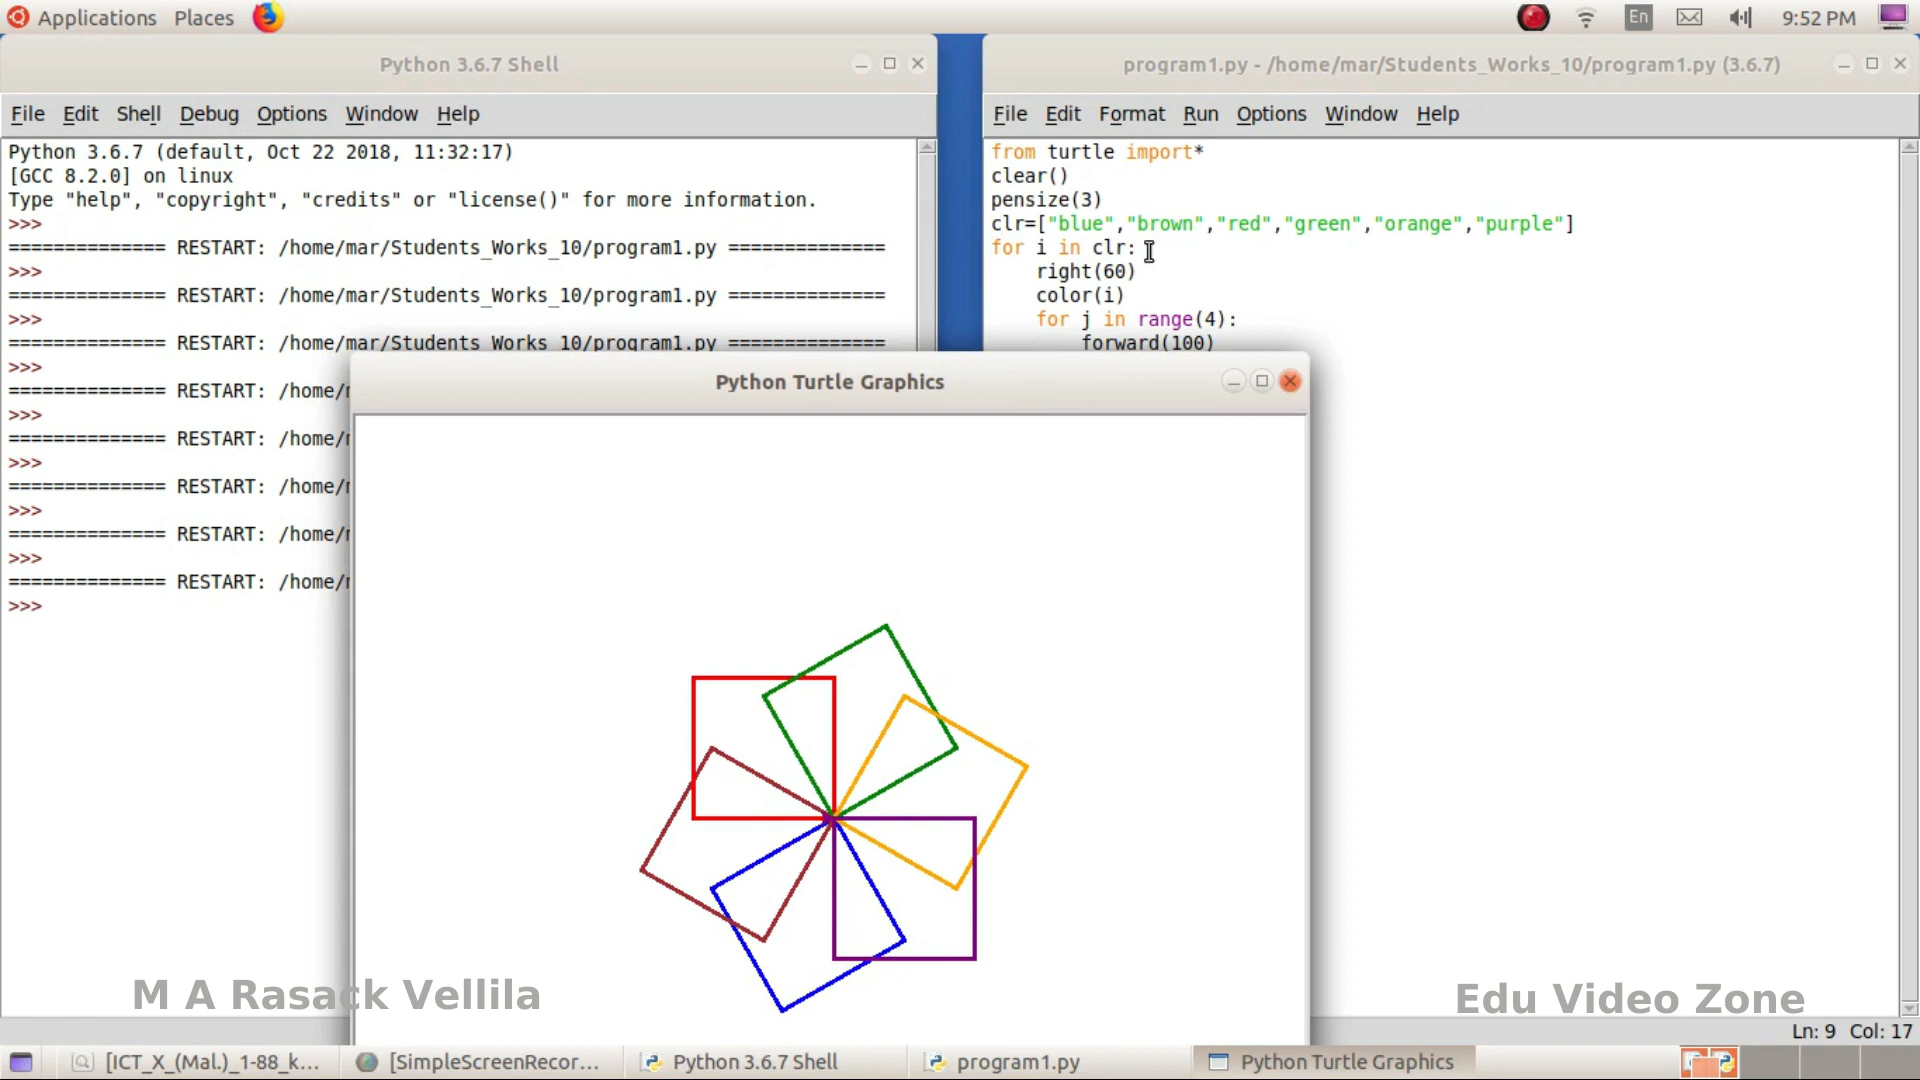 Applications Places En 9:52 PM
Python 3.6.7 Shell
File Edit Shell Debug Options Window Help
Python 3.6.7 (default, Oct 22 2018, 11:32:17)
[GCC 8.2.0] on linux
Type "help", "copyright", "credits" or "license()" for more information.
>>>
============== RESTART: /home/mar/Students_Works_10/program1.py ==============
>>>
============== RESTART: /home/mar/Students_Works_10/program1.py ==============
>>>
============== RESTART: /home/mar/Students_Works_10/program1.py ==============
>>>
============== RESTART: /home/m
>>>
============== RESTART: /home/m
>>>
============== RESTART: /home/m
>>>
============== RESTART: /home/m
>>>
============== RESTART: /home/m
>>>
program1.py - /home/mar/Students_Works_10/program1.py (3.6.7)
File Edit Format Run Options Window Help
from turtle import*
clear()
pensize(3)
clr=["blue","brown","red","green","orange","purple"]
for i in clr:
    right(60)
    color(i)
    for j in range(4):
        forward(100)
Python Turtle Graphics
M A Rasack Vellila
Edu Video Zone
Ln: 9 Col: 17
[ICT_X_(Mal.)_1-88_k... [SimpleScreenRecor... Python 3.6.7 Shell program1.py Python Turtle Graphics